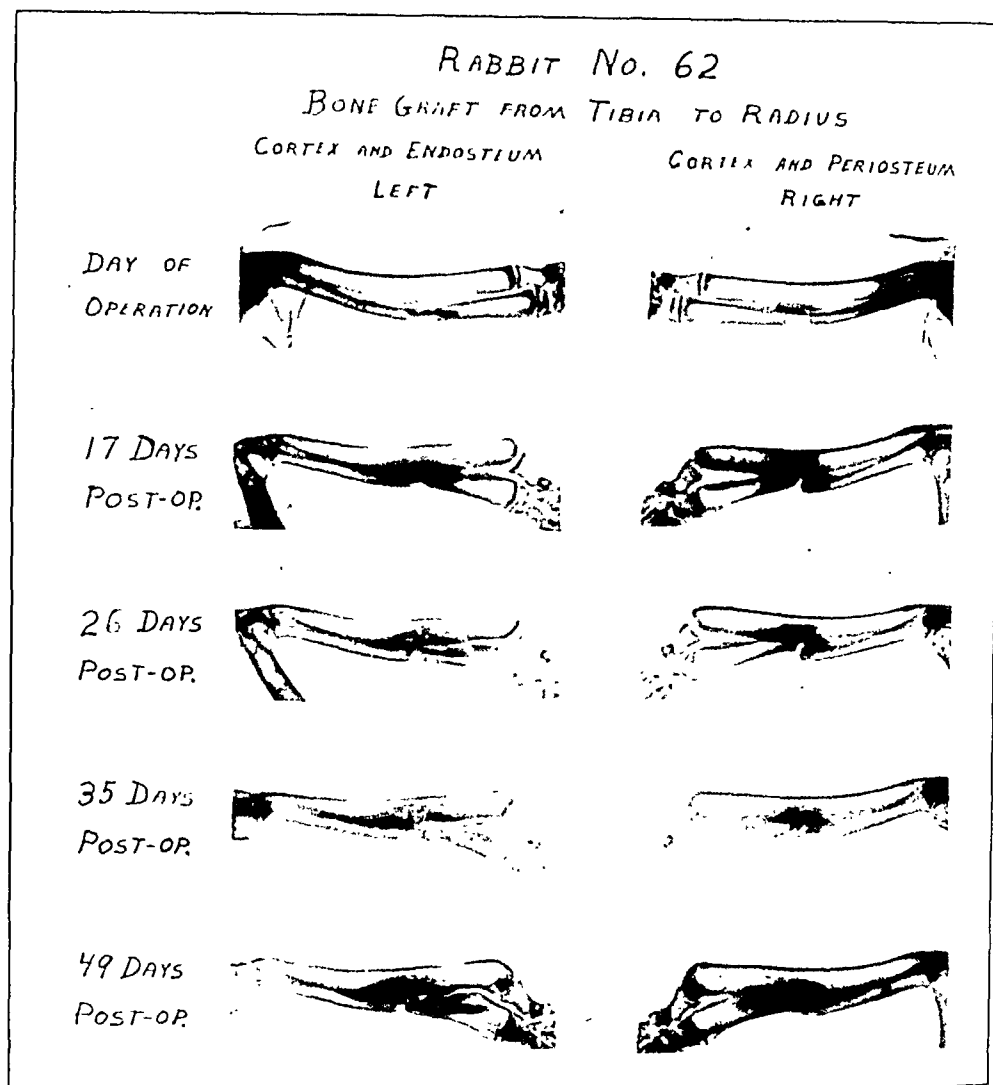 RABBIT NO. 62
BONE GRAFT FROM TIBIA TO RADIUS
CORTEX AND ENDOSTEUM
LEFT
CORTEX AND PERIOSTEUM
RIGHT
DAY OF
OPERATION
17 DAYS
POST-OP.
26 DAYS
POST-OP.
35 DAYS
POST-OP.
49 DAYS
POST-OP.